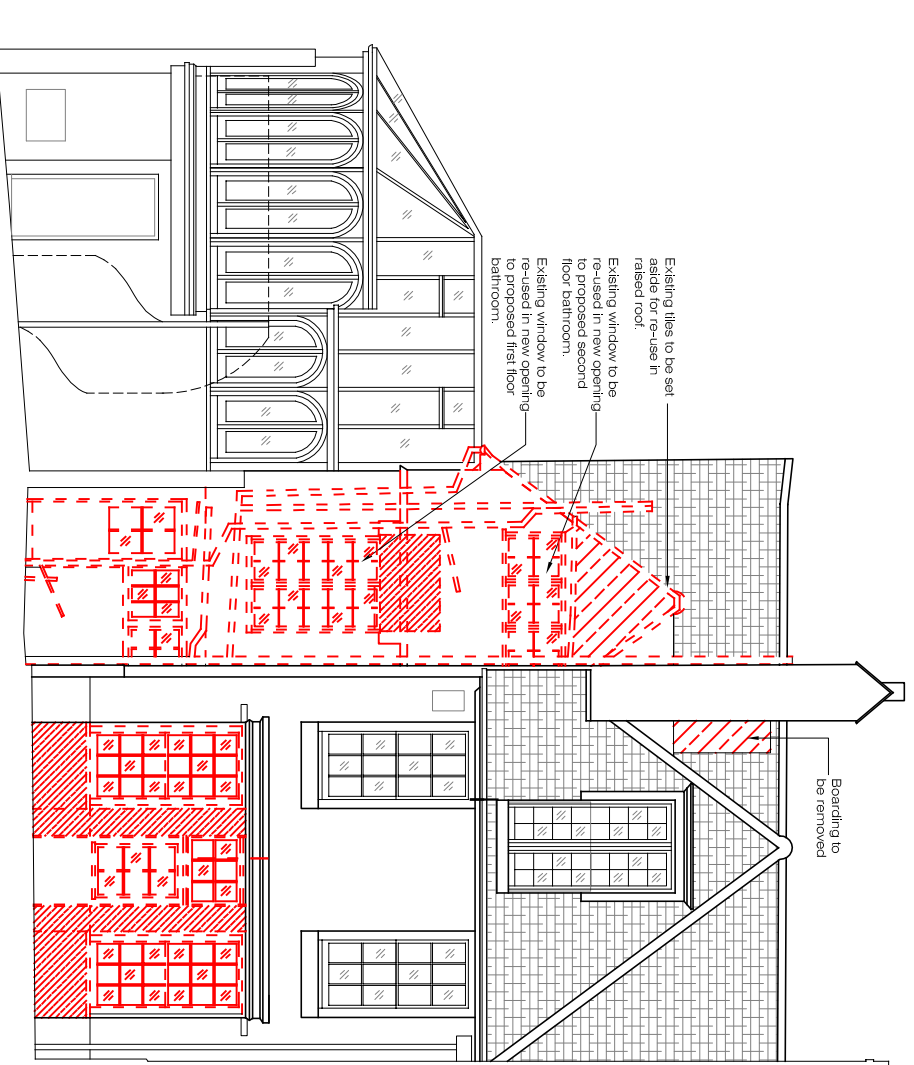 Existing tiles to be set
aside for re-use in
raised roof.
Existing window to be
re-used in new opening
to proposed second
floor bathroom.
Existing window to be
re-used in new opening
to proposed first floor
bathroom.
Boarding to
be removed